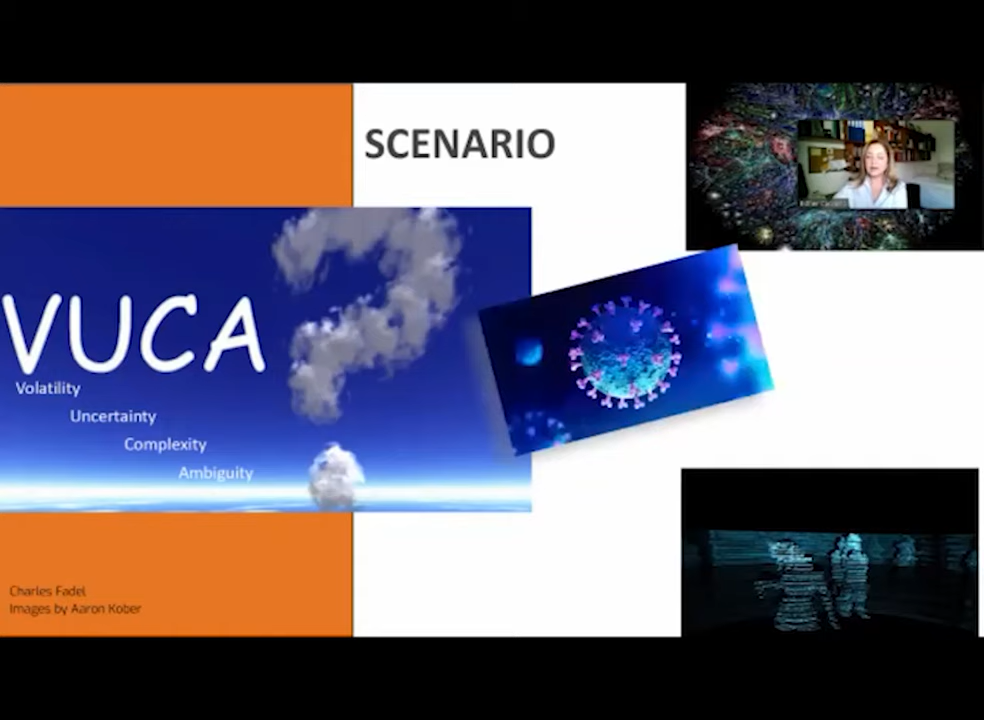 SCENARIO
VUCA
Volatility
Uncertainty
Complexity
Ambiguity
Charles Fadel
Images by Aaron Kober